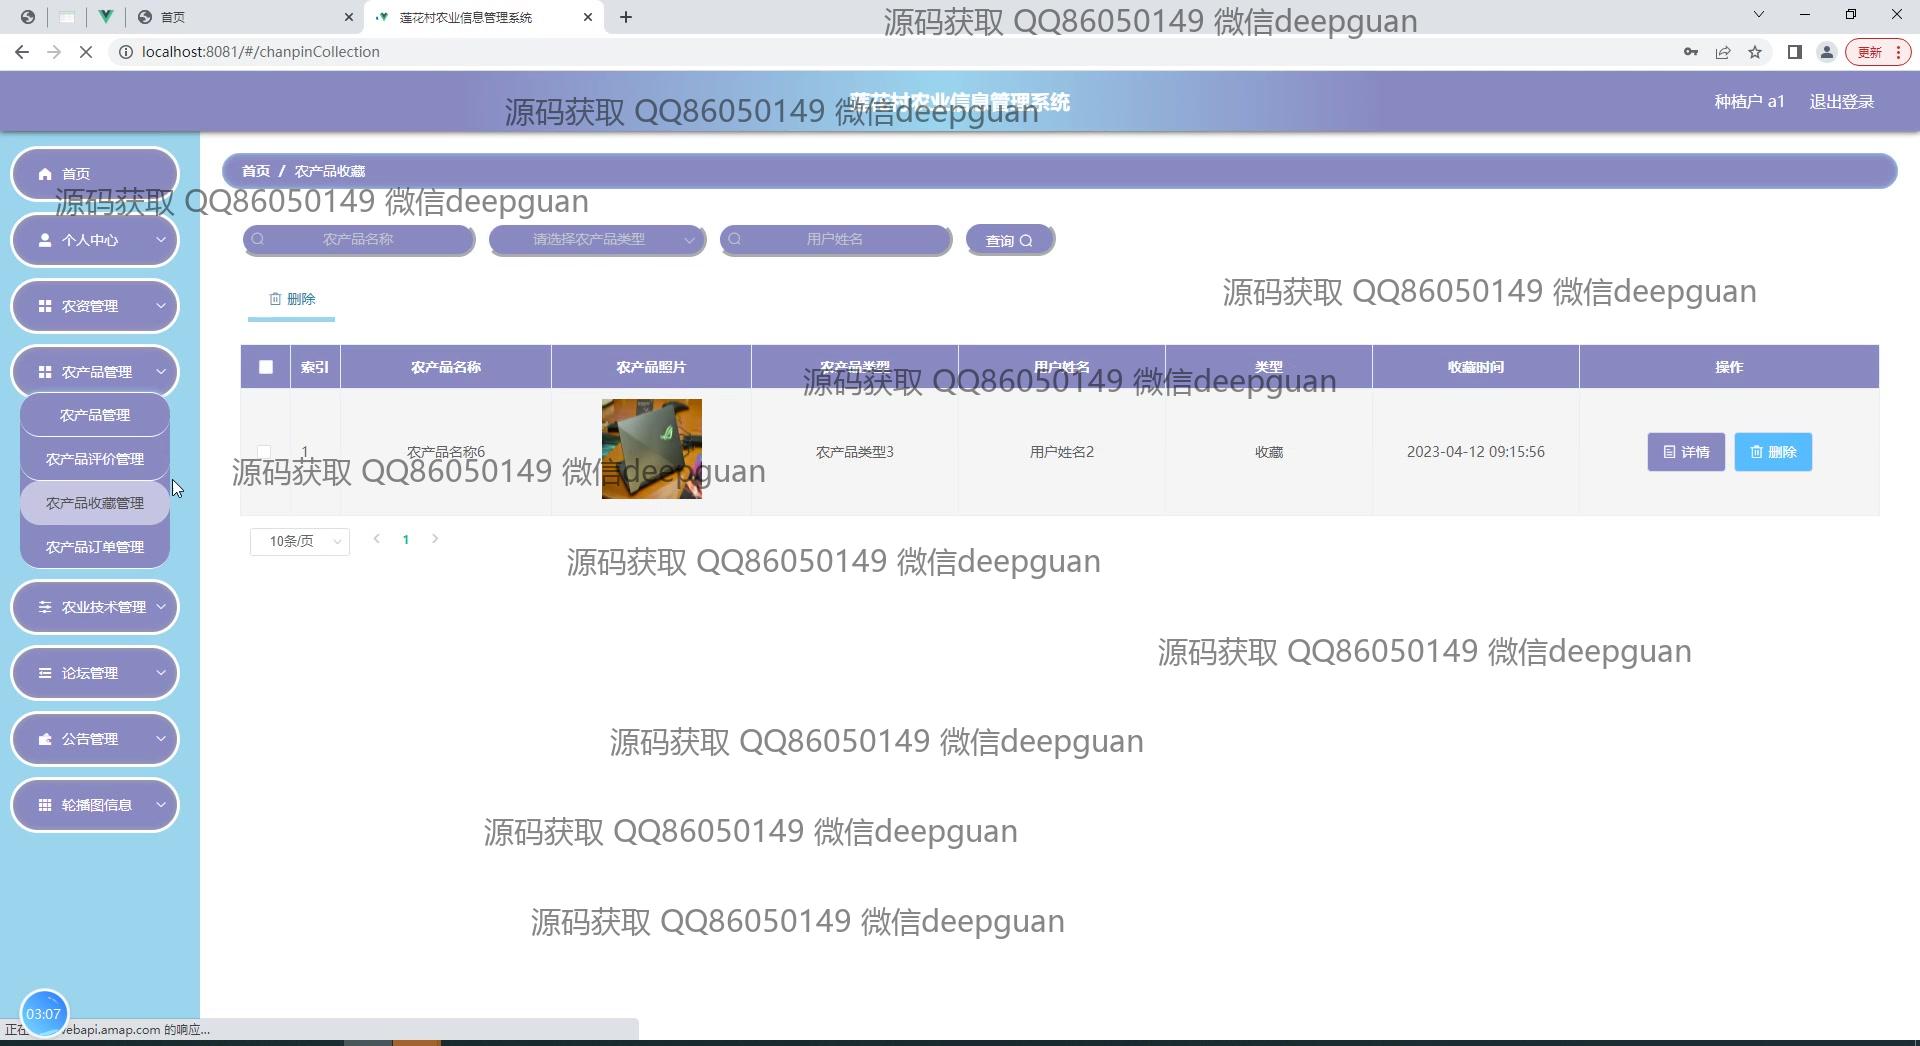 首页
莲花村农业信息管理系统
源码获取 QQ86050149 微信deepguan
localhost:8081/#/chanpinCollection
更新
莲花村农业信息管理系统
源码获取 QQ86050149 微信deepguan
种植户 a1
退出登录
首页
首页 / 农产品收藏
源码获取 QQ86050149 微信deepguan
个人中心
农产品名称
请选择农产品类型
用户姓名
查询
源码获取 QQ86050149 微信deepguan
农资管理
删除
农产品管理
索引
农产品名称
农产品照片
农产品类型
用户姓名
类型
收藏时间
操作
源码获取 QQ86050149 微信deepguan
农产品管理
农产品评价管理
农产品收藏管理
农产品订单管理
1
农产品名称6
农产品类型3
用户姓名2
收藏
2023-04-12 09:15:56
详情
删除
源码获取 QQ86050149 微信deepguan
10条/页
1
源码获取 QQ86050149 微信deepguan
农业技术管理
源码获取 QQ86050149 微信deepguan
论坛管理
公告管理
源码获取 QQ86050149 微信deepguan
轮播图信息
源码获取 QQ86050149 微信deepguan
源码获取 QQ86050149 微信deepguan
03:07
正在 ebapi.amap.com 的响应...